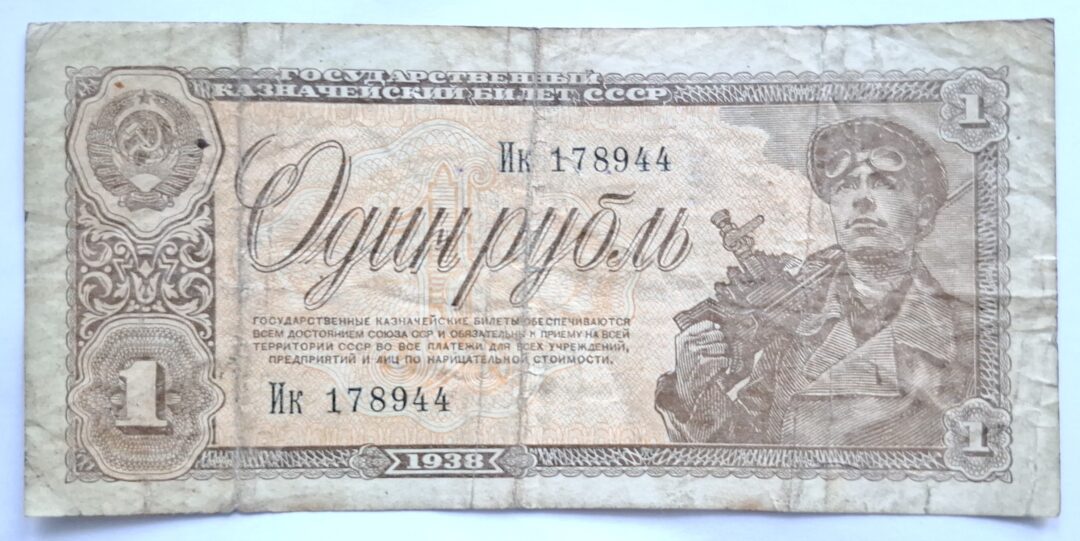 ГОСУДАРСТВЕННЫЙ
КАЗНАЧЕЙСКИЙ БИЛЕТ СССР
1
Ик 178944
Один рубль
ГОСУДАРСТВЕННЫЕ КАЗНАЧЕЙСКИЕ БИЛЕТЫ ОБЕСПЕЧИВАЮТСЯ
ВСЕМ ДОСТОЯНИЕМ СОЮЗА ССР И ОБЯЗАТЕЛЬНЫ К ПРИЕМУ НА ВСЕЙ
ТЕРРИТОРИИ СССР ВО ВСЕ ПЛАТЕЖИ ДЛЯ ВСЕХ УЧРЕЖДЕНИЙ,
ПРЕДПРИЯТИЙ И ЛИЦ ПО НАРИЦАТЕЛЬНОЙ СТОИМОСТИ.
1
Ик 178944
1
1938